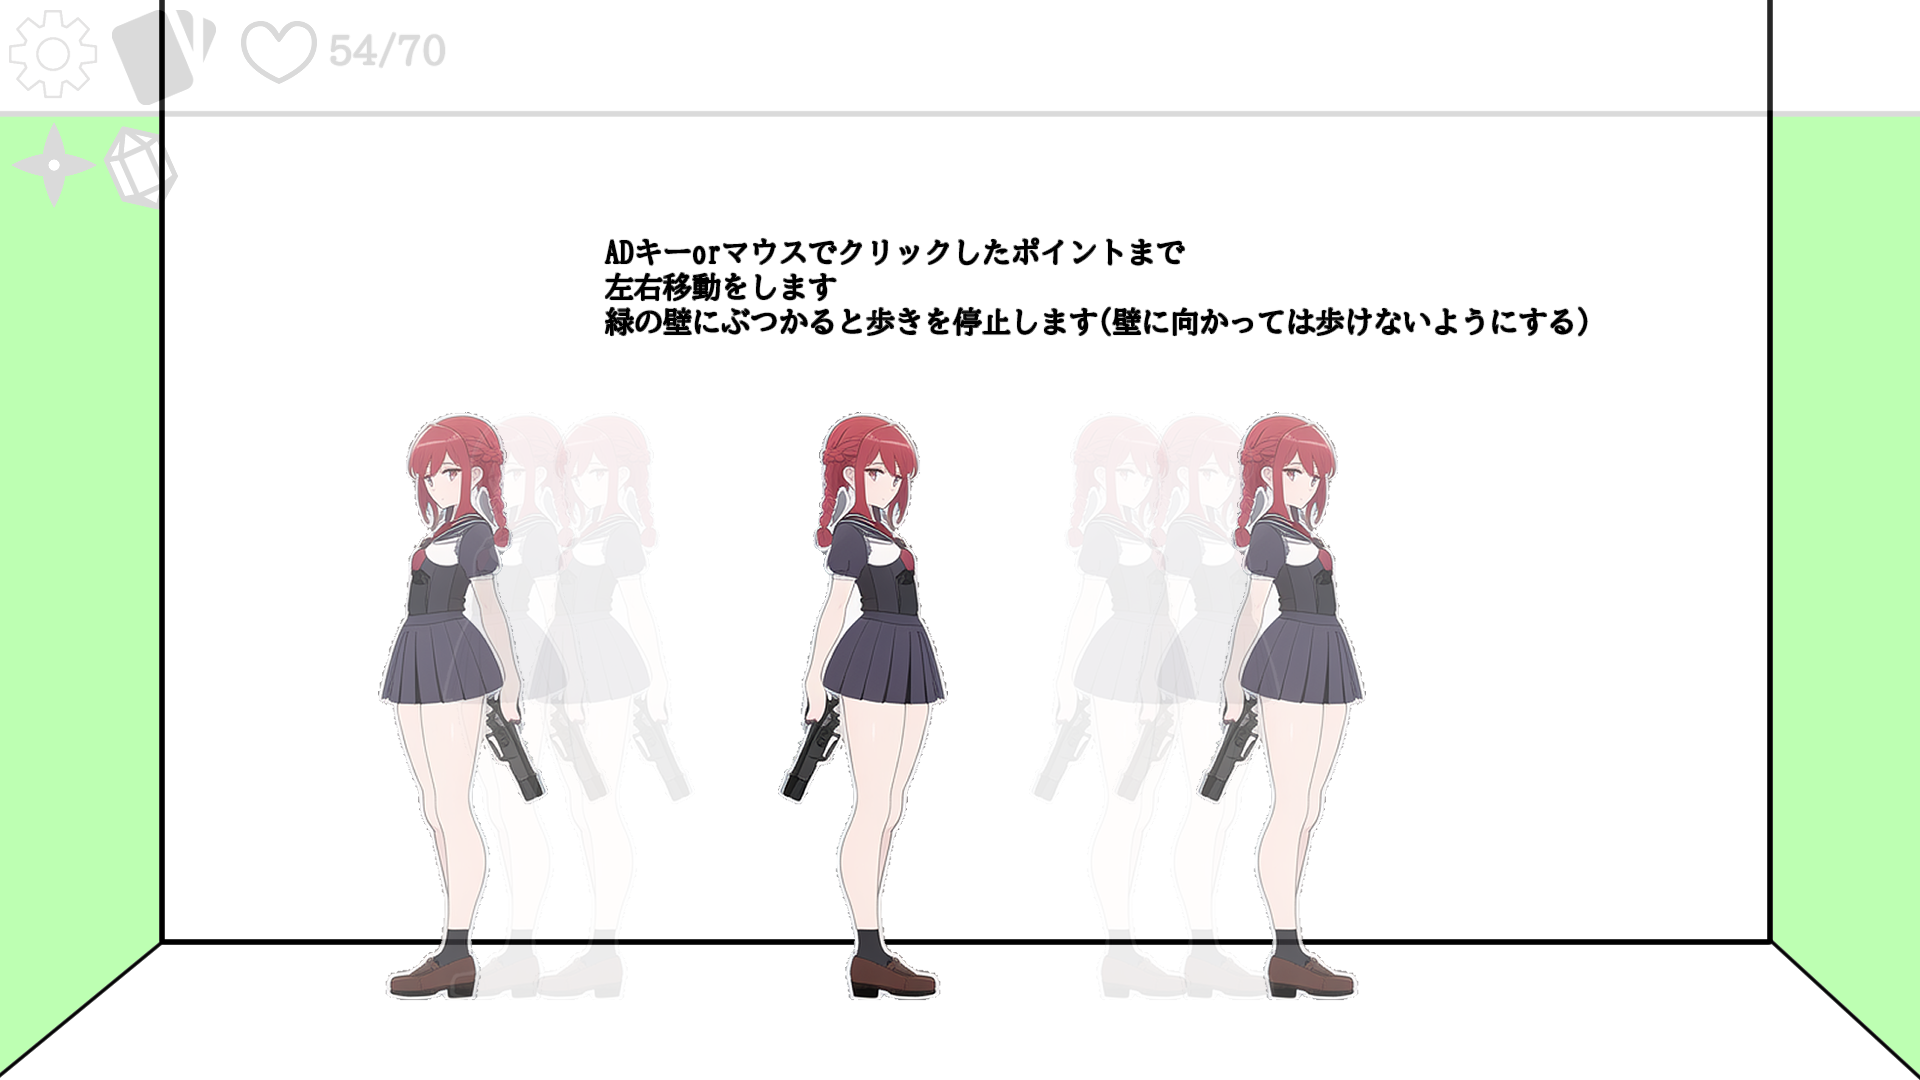 54/70
ADキーorマウスでクリックしたポイントまで
左右移動をします
緑の壁にぶつかると歩きを停止します(壁に向かっては歩けないようにする)